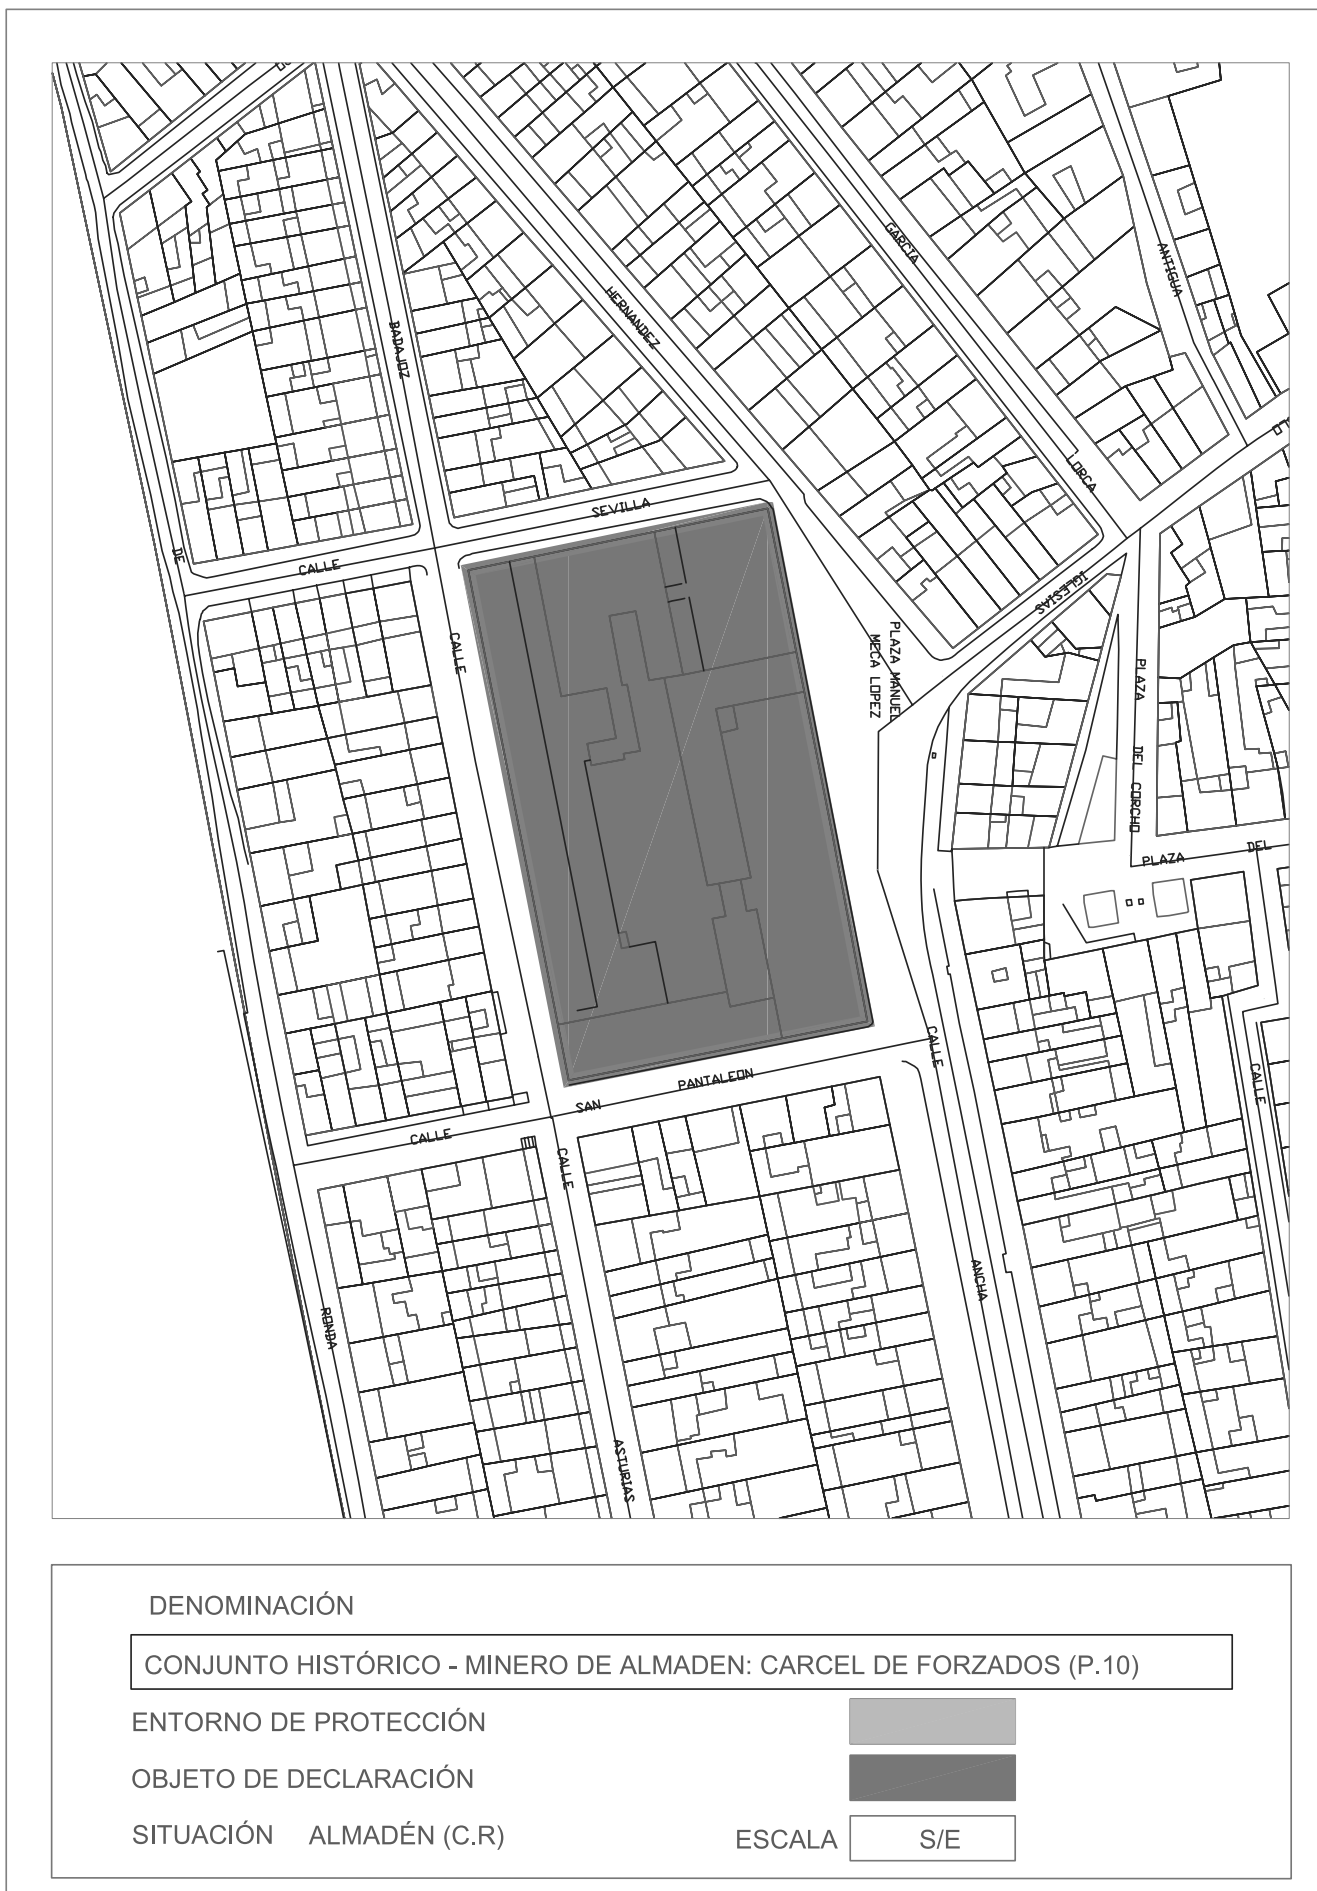 BADAJOZ
HERNANDEZ
GARCIA
ANTIGUA
LORCA
SEVILLA
DE
CALLE
CALLE
IGLESIAS
PLAZA MANUEL
MECA LOPEZ
PLAZA
DEL CORCHO
PLAZA
DEL
CALLE
CALLE
PANTALEON
SAN
CALLE
CALLE
ANCHA
RONDA
ASTURIAS
DENOMINACIÓN
CONJUNTO HISTÓRICO - MINERO DE ALMADEN: CARCEL DE FORZADOS (P.10)
ENTORNO DE PROTECCIÓN
OBJETO DE DECLARACIÓN
SITUACIÓN ALMADÉN (C.R) ESCALA S/E